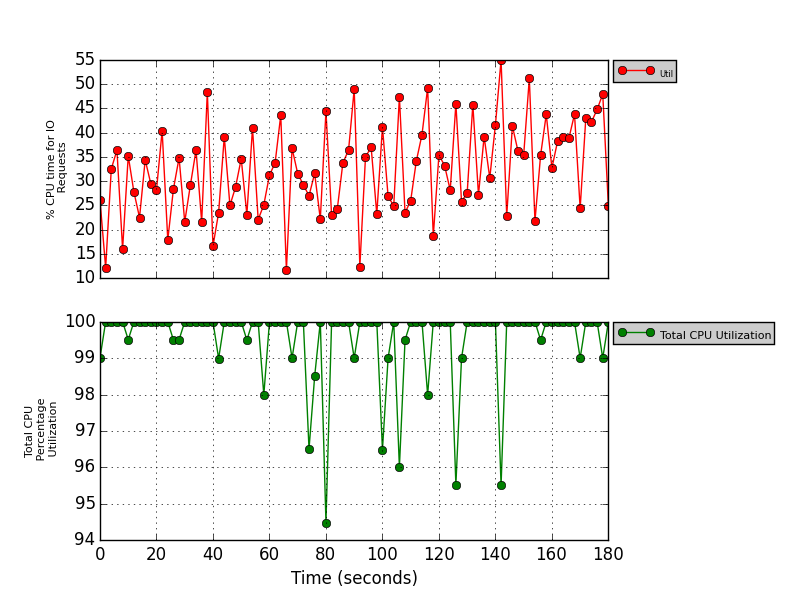 55
50
45
40
35
30
25
20
15
10
% CPU time for IO
Requests
Util
100
99
98
97
96
95
94
Total CPU
Percentage
Utilization
Total CPU Utilization
0 20 40 60 80 100 120 140 160 180
Time (seconds)